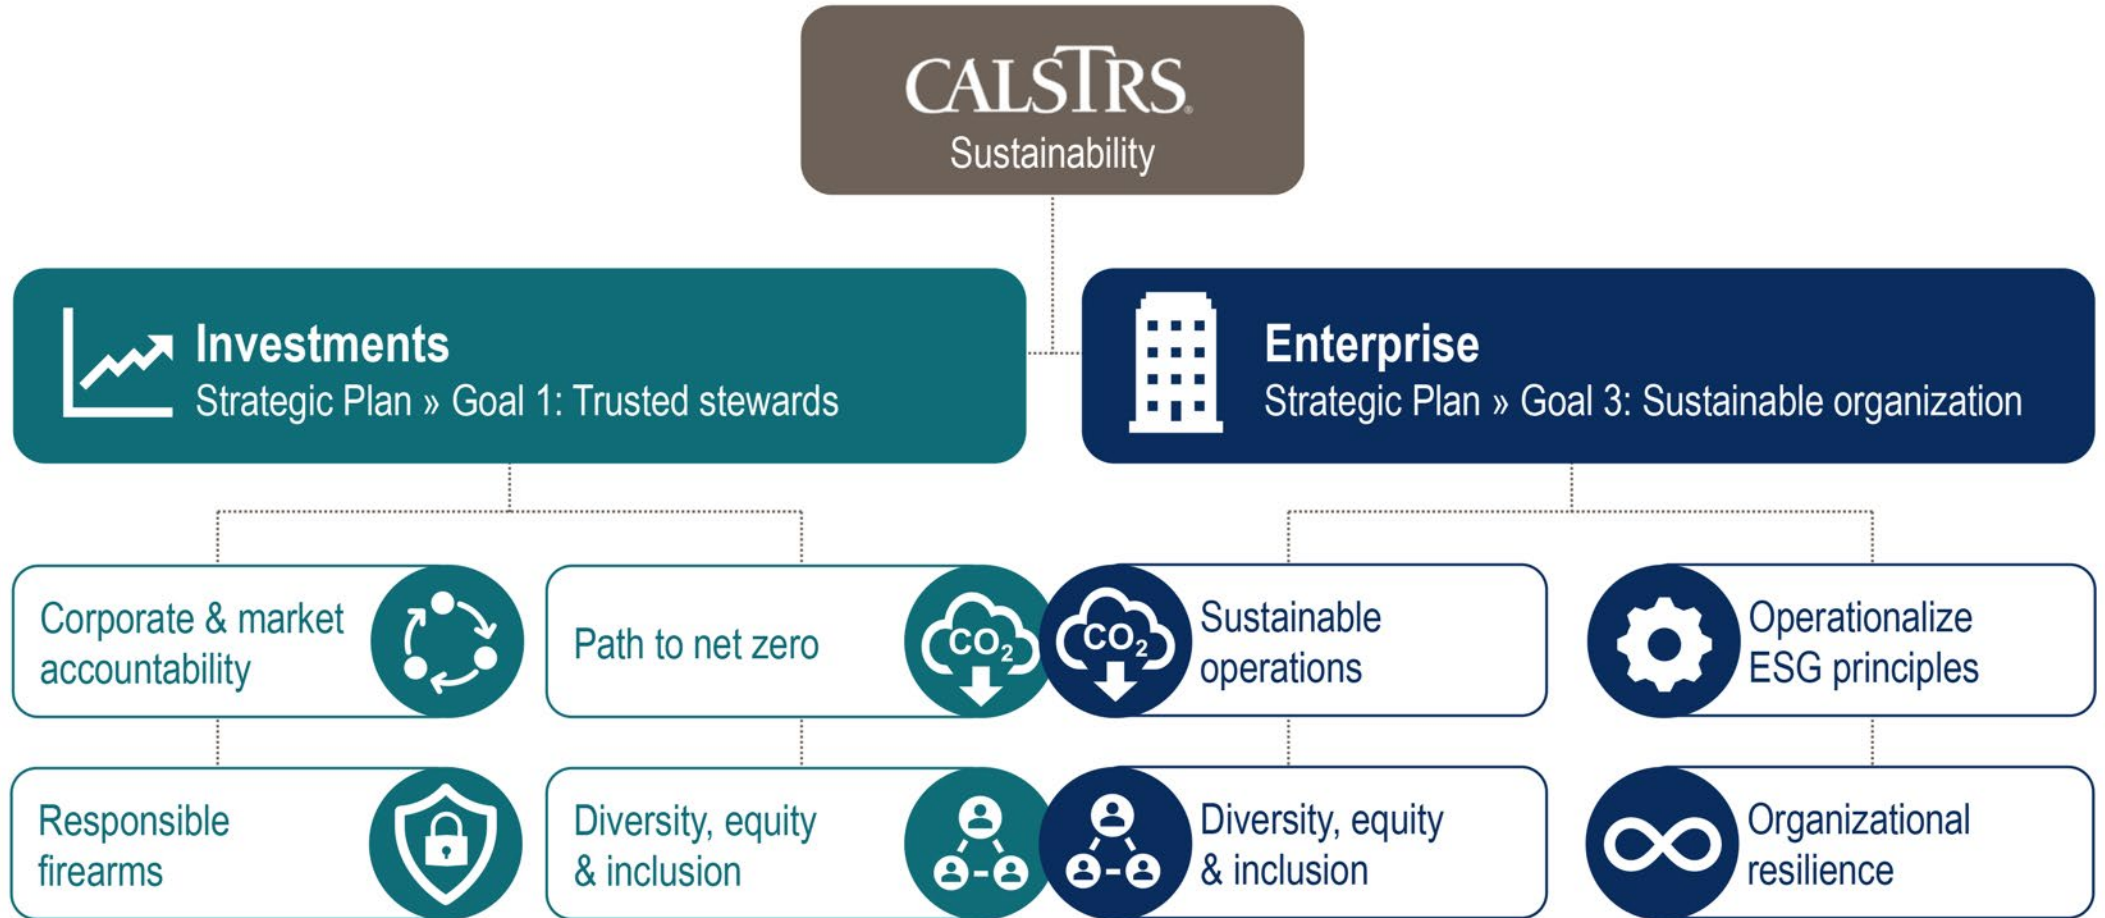 CALSTRS®
Sustainability
Investments
Strategic Plan » Goal 1: Trusted stewards
Enterprise
Strategic Plan » Goal 3: Sustainable organization
Corporate & market
accountability
Path to net zero
CO₂
CO₂
Sustainable
operations
Operationalize
ESG principles
Responsible
firearms
Diversity, equity
& inclusion
Diversity, equity
& inclusion
Organizational
resilience